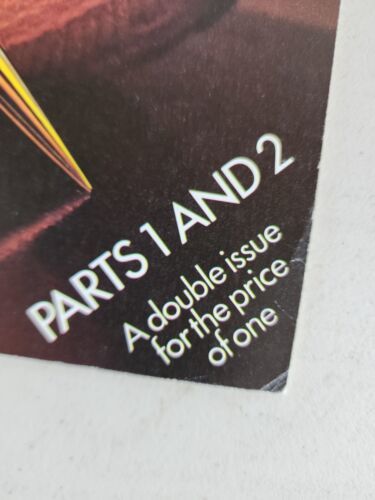 PARTS 1 AND 2
A double issue
for the price
of one